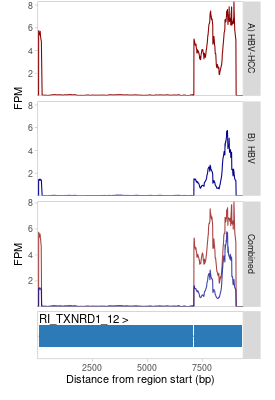 8
6
4
2
FPM
A) HBV-HCC
8
6
4
2
B) HBV
8
6
4
2
FPM
Combined
RI_TXNRD1_12 >
2500 5000 7500
Distance from region start (bp)